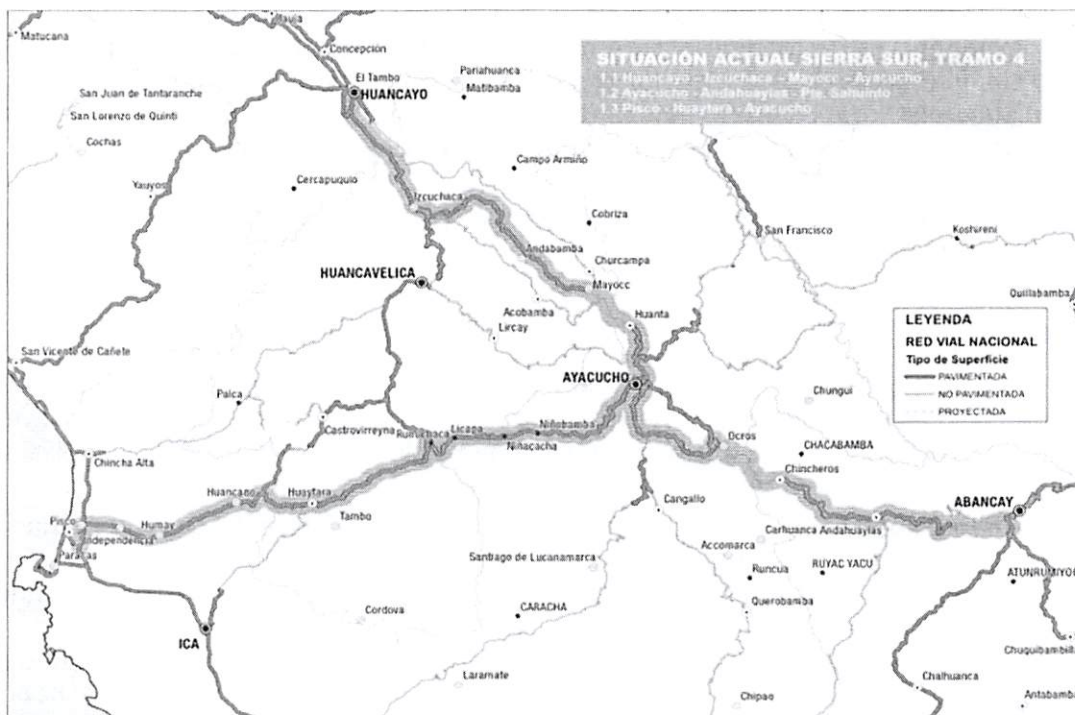 Jauja
Matucana
Concepción
SITUACIÓN ACTUAL SIERRA SUR, TRAMO 4
1.1 Huancayo - Izcuchaca - Mayocc - Ayacucho
1.2 Ayacucho - Andahuaylas - Pte. Sahuinto
1.3 Pisco - Huaytara - Ayacucho
El Tambo
Pariahuanca
HUANCAYO
Matibamba
San Juan de Tantaranche
San Lorenzo de Quinti
Cochas
Campo Armiño
Cercapuquio
Yauyos
Izcuchaca
Cobriza
San Francisco
Koshireni
Andabamba
Churcampa
HUANCAVELICA
Mayocc
Quillabamba
Acobamba
Huanta
Lircay
LEYENDA
RED VIAL NACIONAL
Tipo de Superficie
PAVIMENTADA
NO PAVIMENTADA
PROYECTADA
San Vicente de Cañete
AYACUCHO
Palca
Chungui
Castrovirreyna
Rumichaca
Licapa
Niñobamba
Niñacacha
Ocros
CHACABAMBA
Chincha Alta
Chincheros
Huancano
Huaytara
Cangallo
ABANCAY
Pisco
Humay
Tambo
Independencia
Carhuanca
Andahuaylas
Paracas
Accomarca
Santiago de Lucanamarca
Runcua
RUYAC YACU
ATUNRUMIYOC
Cordova
CARACHA
Querobamba
ICA
Chuquibambilla
Laramate
Chalhuanca
Chipao
Antabamba